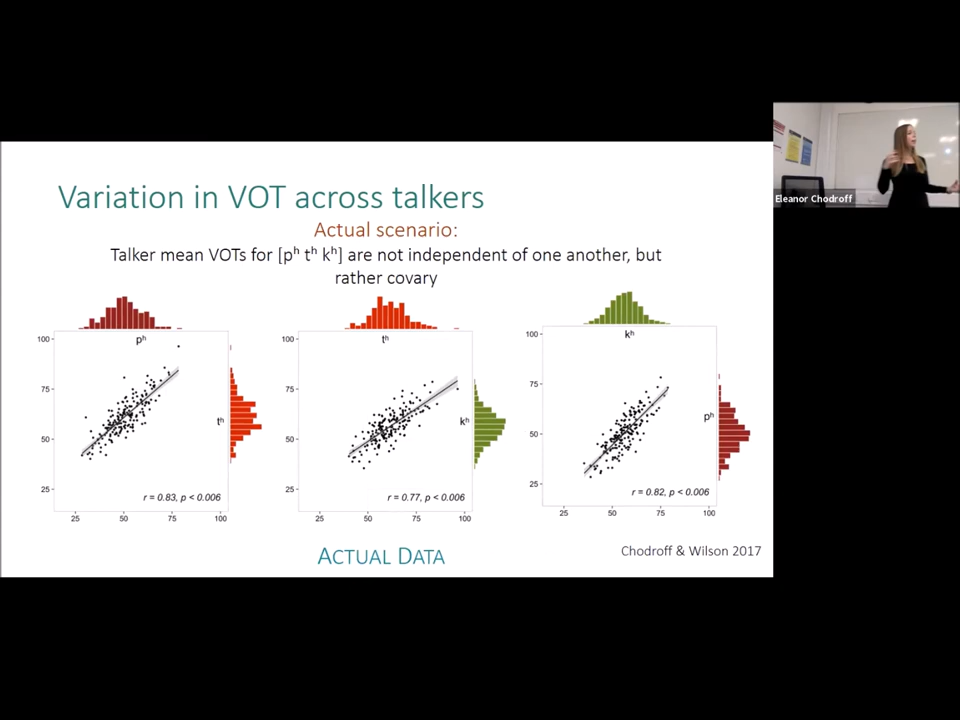 Variation in VOT across talkers
Actual scenario:
Talker mean VOTs for [pʰ tʰ kʰ] are not independent of one another, but
rather covary
Eleanor Chodroff
pʰ
100
75
50
25
tʰ
r = 0.83, p < 0.006
25 50 75 100
tʰ
100
75
50
25
kʰ
r = 0.77, p < 0.006
25 50 75 100
kʰ
100
75
50
25
pʰ
r = 0.82, p < 0.006
25 50 75 100
ACTUAL DATA
Chodroff & Wilson 2017